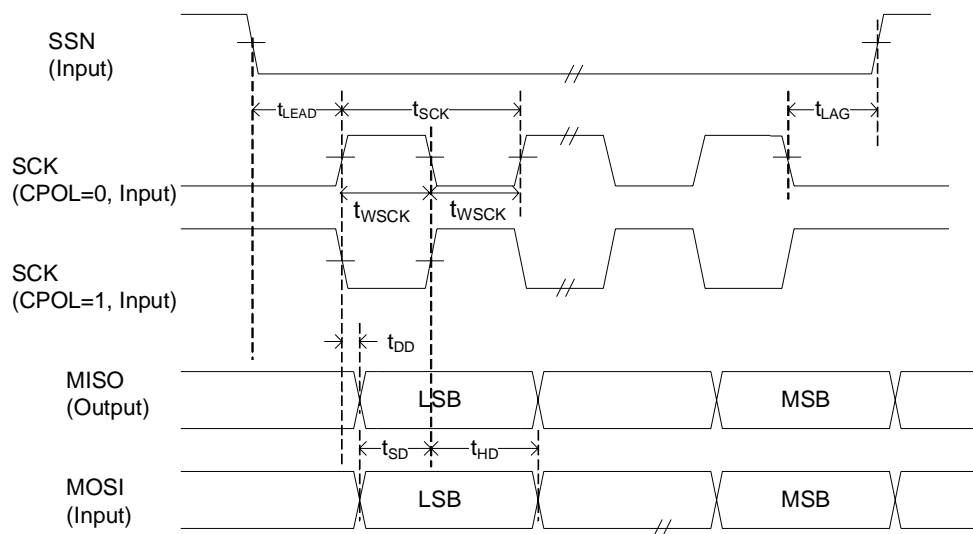 SSN
(Input)
tLEAD
tSCK
tLAG
SCK
(CPOL=0, Input)
tWSCK
tWSCK
SCK
(CPOL=1, Input)
tDD
MISO
(Output)
LSB
MSB
tSD
tHD
MOSI
(Input)
LSB
MSB